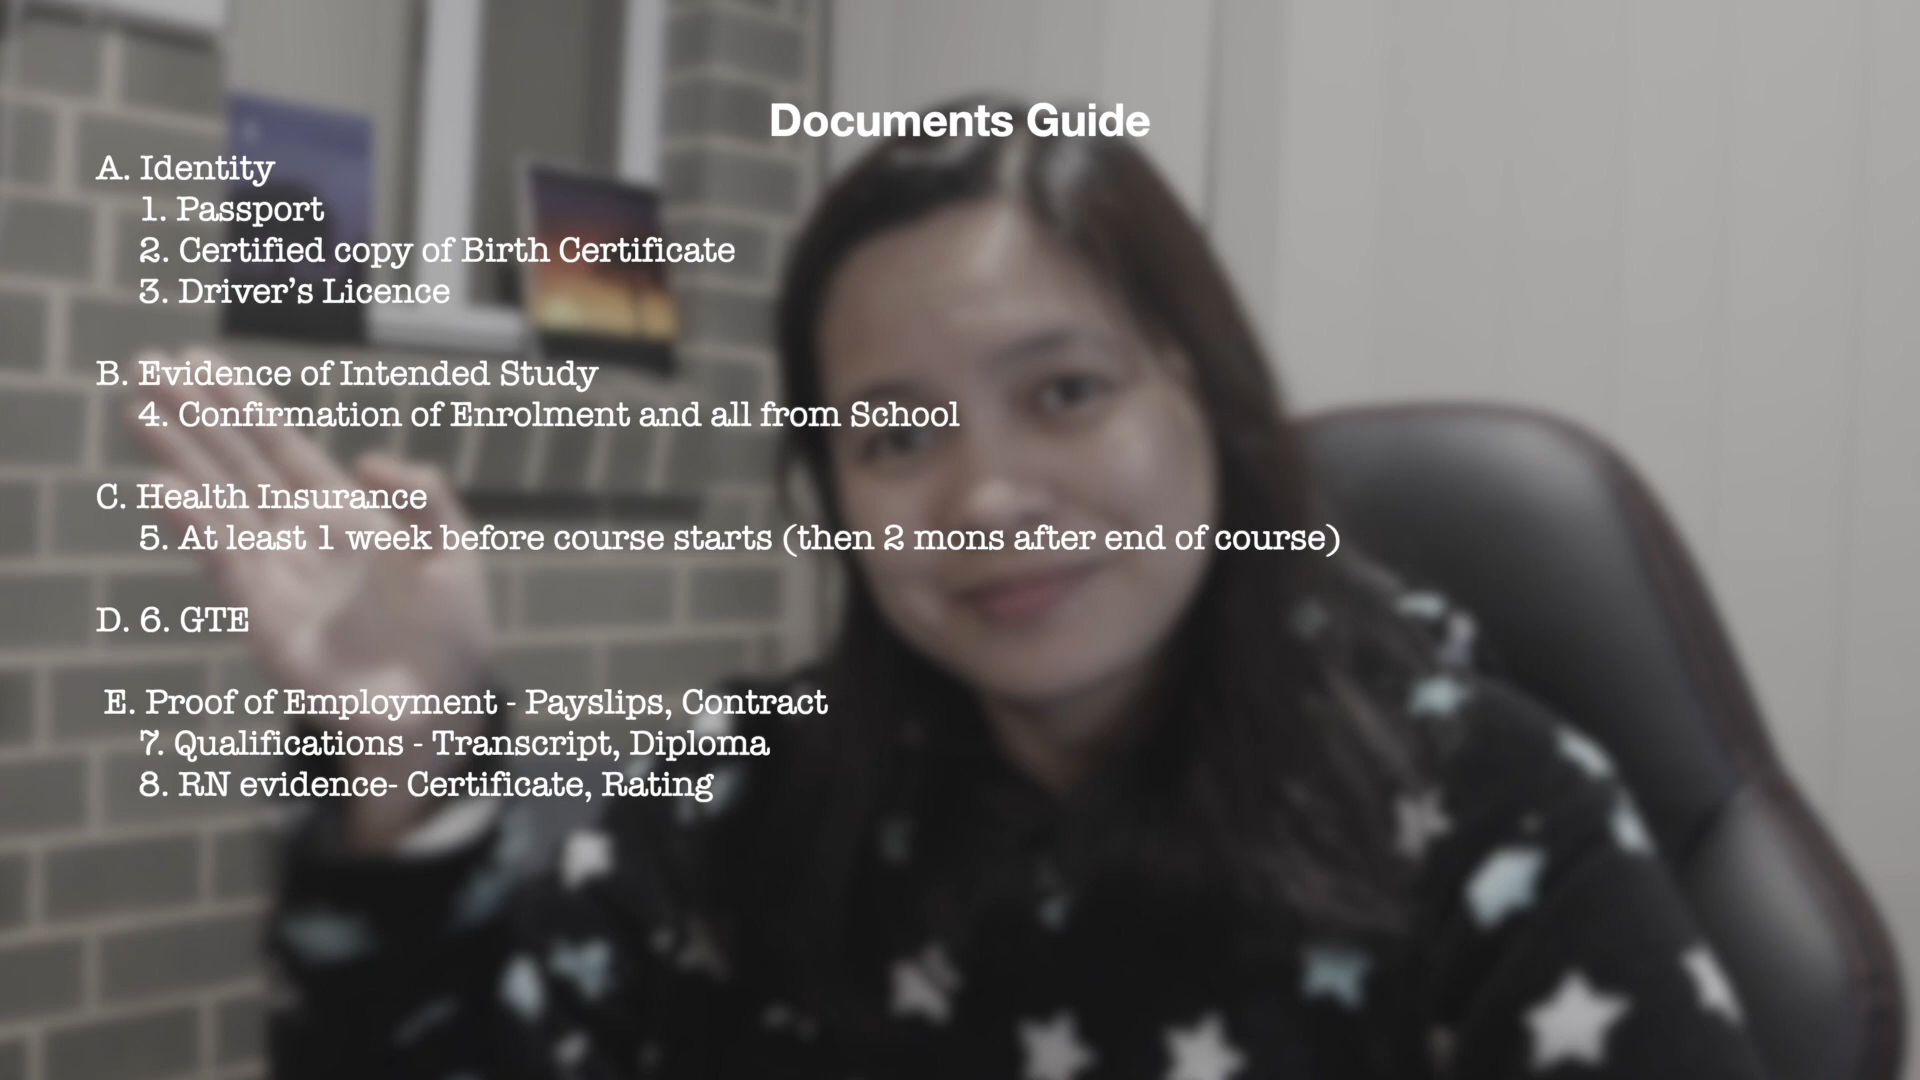 Documents Guide
A. Identity
1. Passport
2. Certified copy of Birth Certificate
3. Driver’s Licence
B. Evidence of Intended Study
4. Confirmation of Enrolment and all from School
C. Health Insurance
5. At least 1 week before course starts (then 2 mons after end of course)
D. 6. GTE
E. Proof of Employment - Payslips, Contract
7. Qualifications - Transcript, Diploma
8. RN evidence- Certificate, Rating